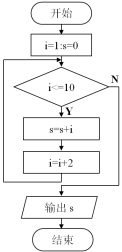 开始
i=1:s=0
i<=10
N
Y
s=s+i
i=i+2
输出 s
结束